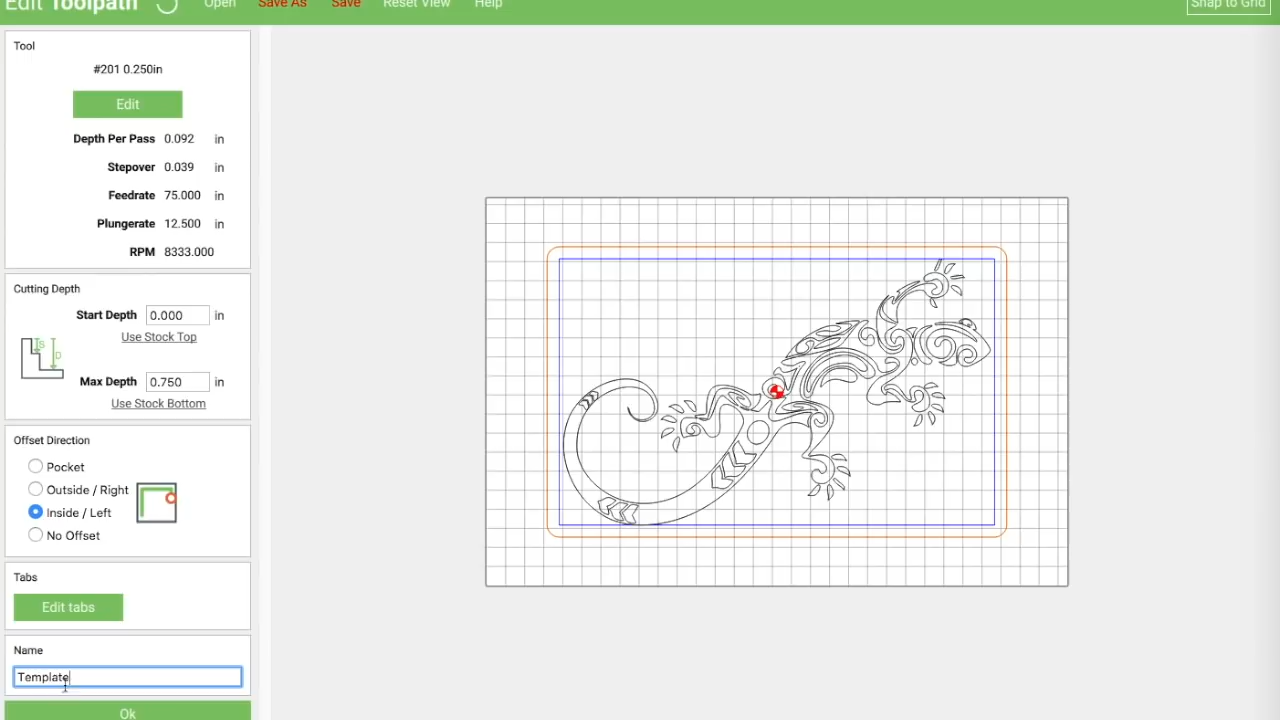 Edit Toolpath Open Save As Save Reset View Help Snap to Grid
Tool
#201 0.250in
Edit
Depth Per Pass 0.092 in
Stepover 0.039 in
Feedrate 75.000 in
Plungerate 12.500 in
RPM 8333.000
Cutting Depth
Start Depth 0.000 in
Use Stock Top
S
D
Max Depth 0.750 in
Use Stock Bottom
Offset Direction
Pocket
Outside / Right
Inside / Left
No Offset
Tabs
Edit tabs
Name
Template
Ok